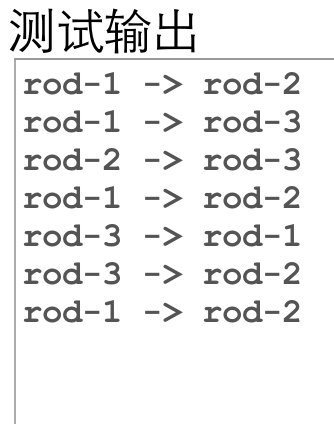 测试输出
rod-1 -> rod-2
rod-1 -> rod-3
rod-2 -> rod-3
rod-1 -> rod-2
rod-3 -> rod-1
rod-3 -> rod-2
rod-1 -> rod-2